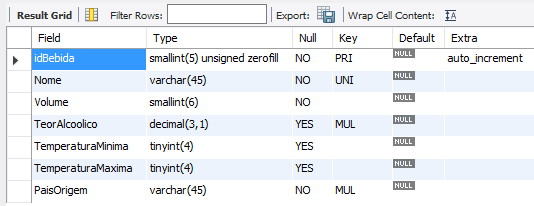 Result Grid Filter Rows: Export: Wrap Cell Content: IA
Field Type Null Key Default Extra
idBebida smallint(5) unsigned zerofill NO PRI NULL auto_increment
Nome varchar(45) NO UNI NULL
Volume smallint(6) NO NULL
TeorAlcoolico decimal(3,1) YES MUL NULL
TemperaturaMinima tinyint(4) YES NULL
TemperaturaMaxima tinyint(4) YES NULL
PaisOrigem varchar(45) NO MUL NULL